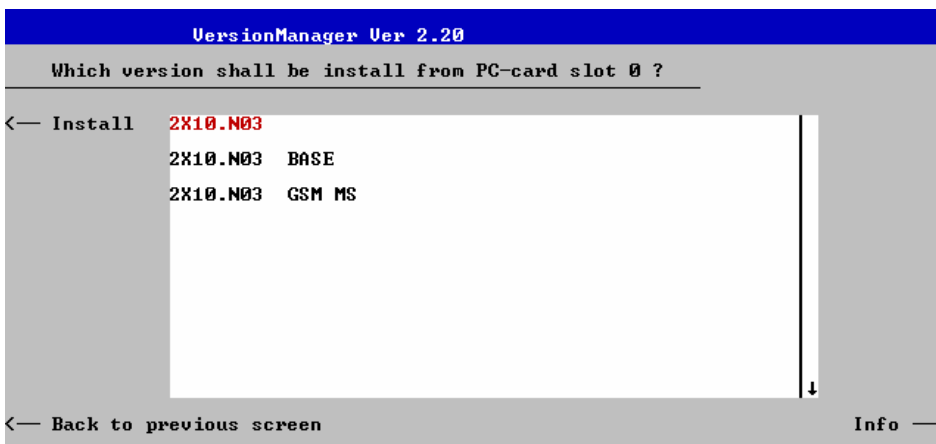 VersionManager Ver 2.20
Which version shall be install from PC-card slot 0 ?
<── Install 2X10.N03
2X10.N03 BASE
2X10.N03 GSM MS
↓
<── Back to previous screen Info ──